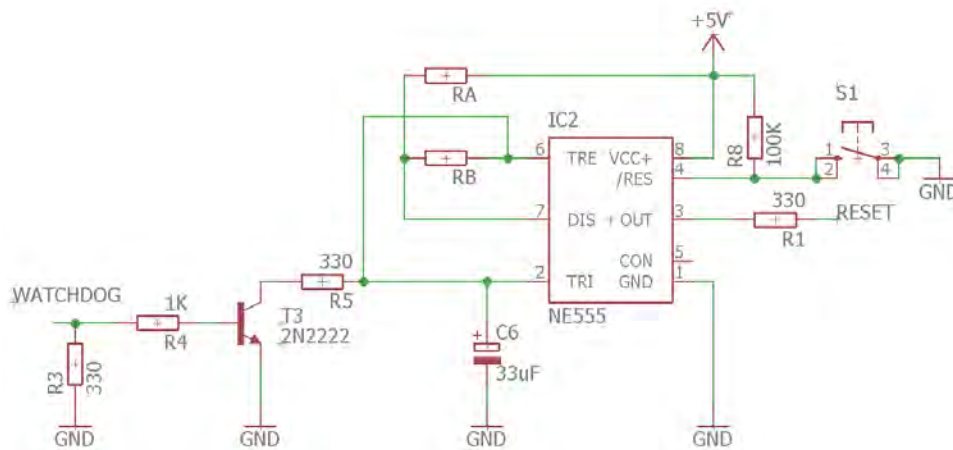 +5V
RA
S1
IC2
R8
100K
6 TRE VCC+ 8
RB
/RES 4
1 3
2 4
GND
7 DIS + OUT 3
330
R1
RESET
CON 5
330
R5
2 TRI GND 1
WATCHDOG
1K
R4
T3
2N2222
NE555
+ C6
33uF
R3
330
GND
GND
GND
GND